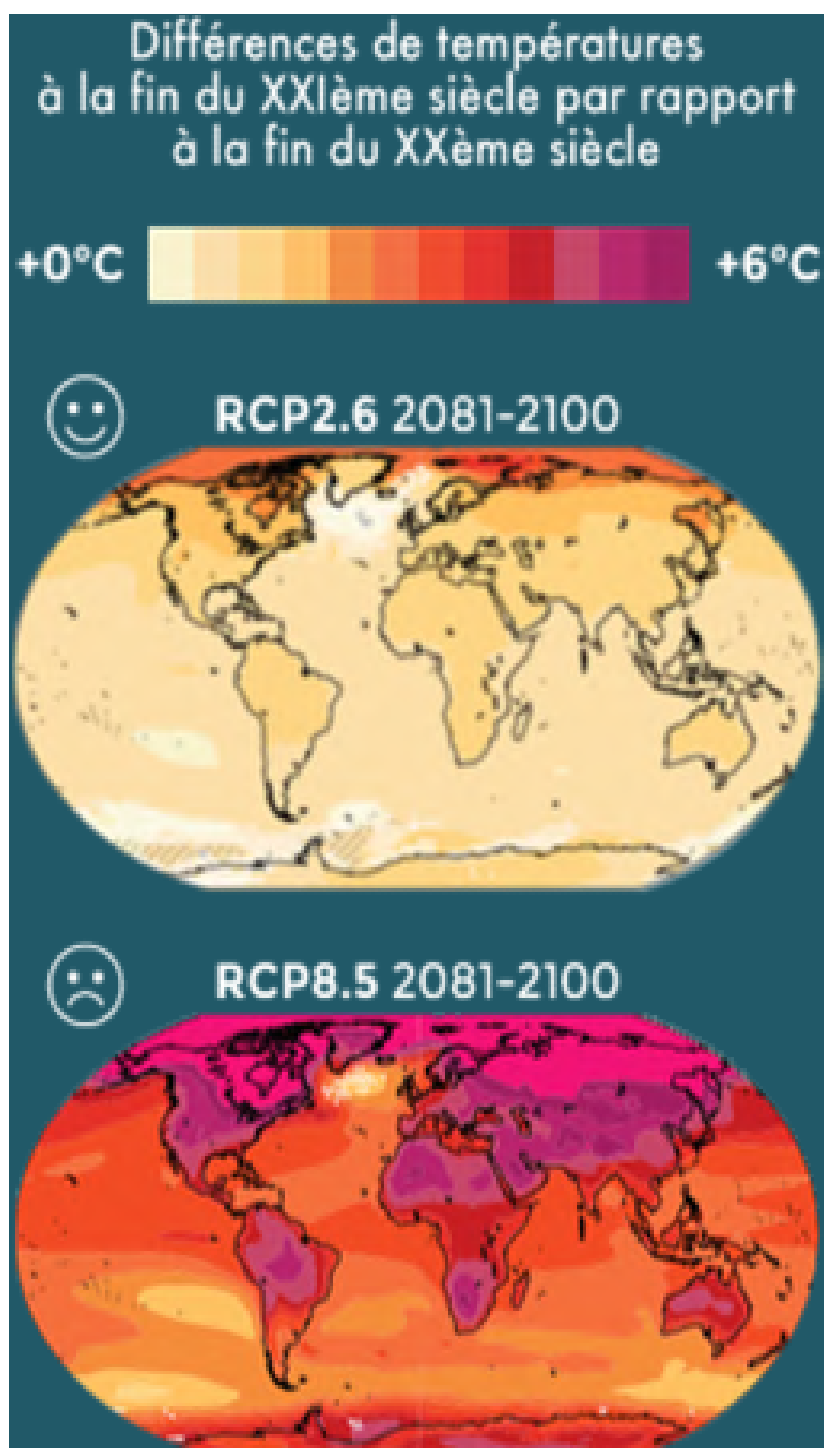 Différences de températures
à la fin du XXIème siècle par rapport
à la fin du XXème siècle
+0°C +6°C
RCP2.6 2081-2100
RCP8.5 2081-2100